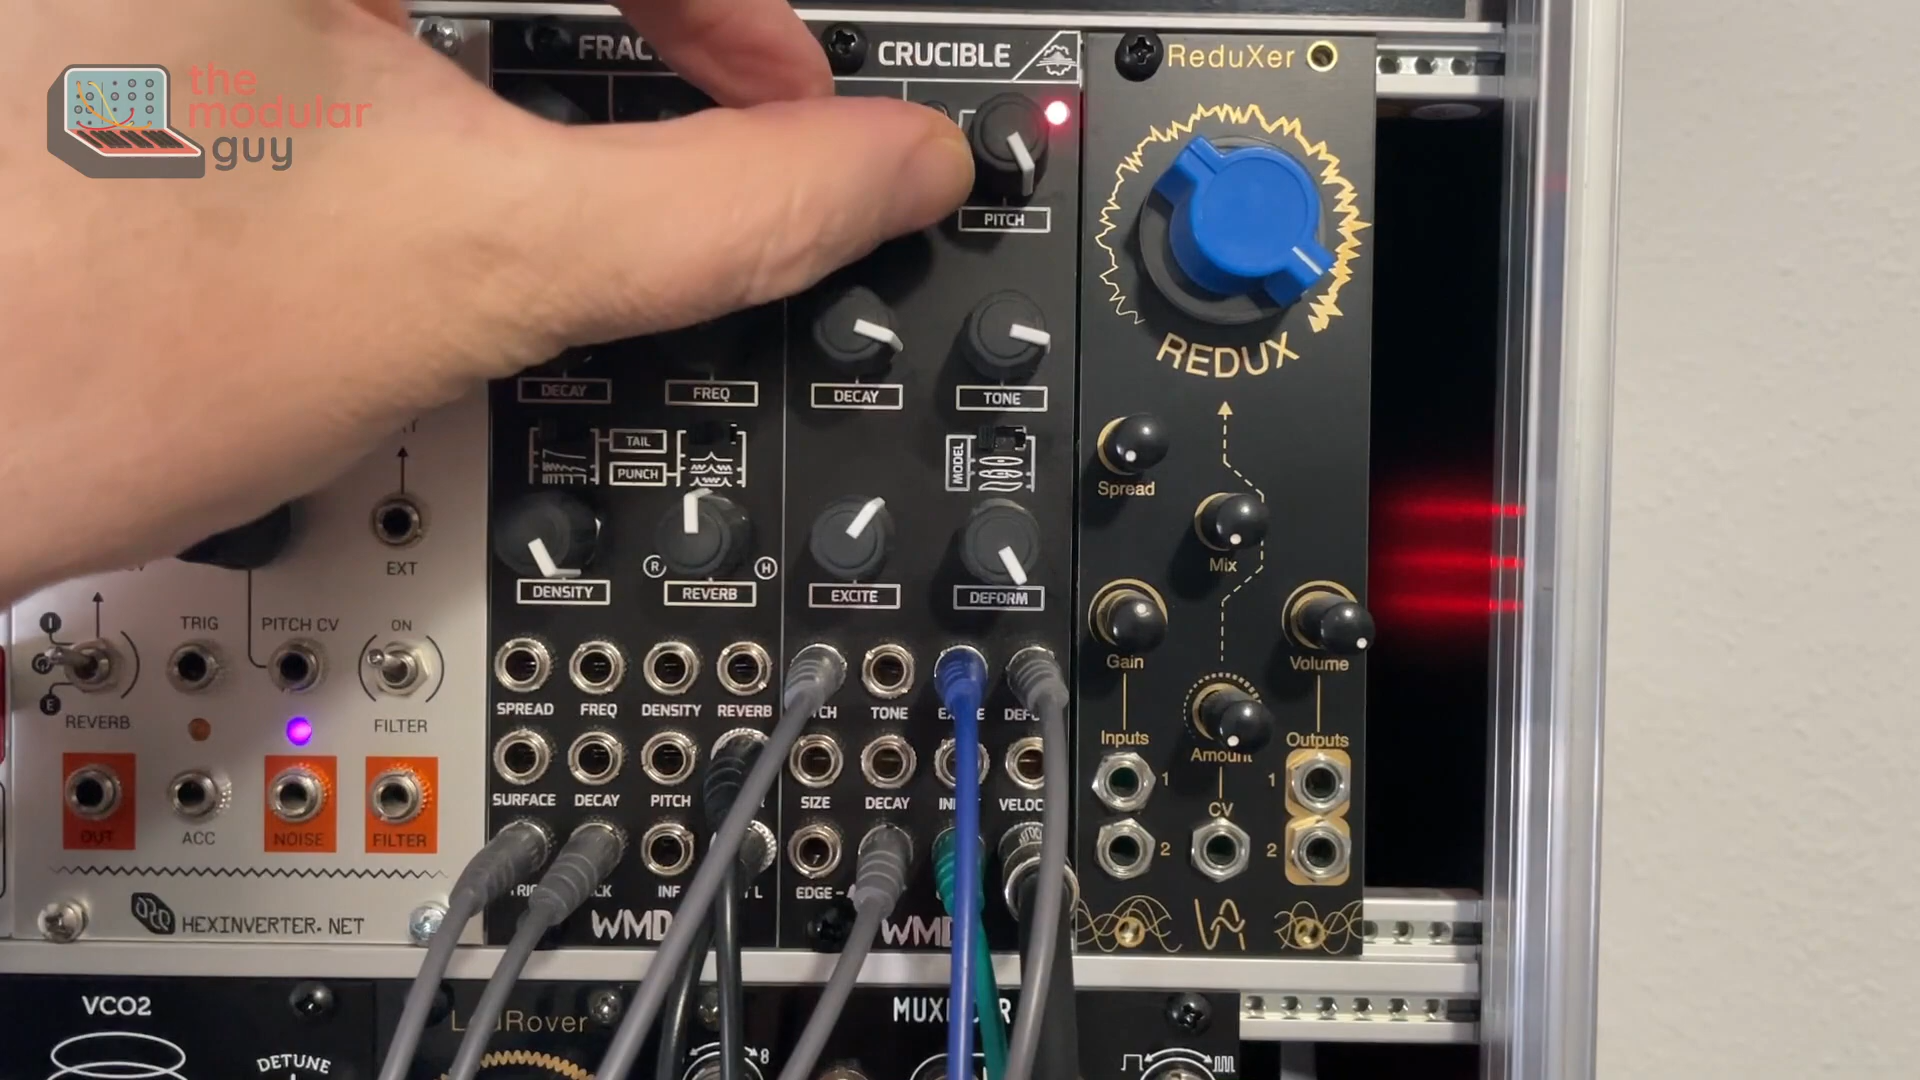 the
modular
guy
CRUCIBLE
ReduXer
PITCH
REDUX
DECAY
FREQ
DECAY
TONE
TAIL
PUNCH
MODEL
Spread
Mix
EXT
R
H
DENSITY
REVERB
EXCITE
DEFORM
I
E
TRIG
PITCH CV
ON
Gain
Volume
REVERB
FILTER
SPREAD
FREQ
DENSITY
REVERB
TONE
Inputs
Amount
Outputs
1
1
SURFACE
DECAY
PITCH
SIZE
DECAY
CV
OUT
ACC
NOISE
FILTER
2
2
EDGE
HEXINVERTER.NET
WMD
WMD
VCO2
DETUNE
8